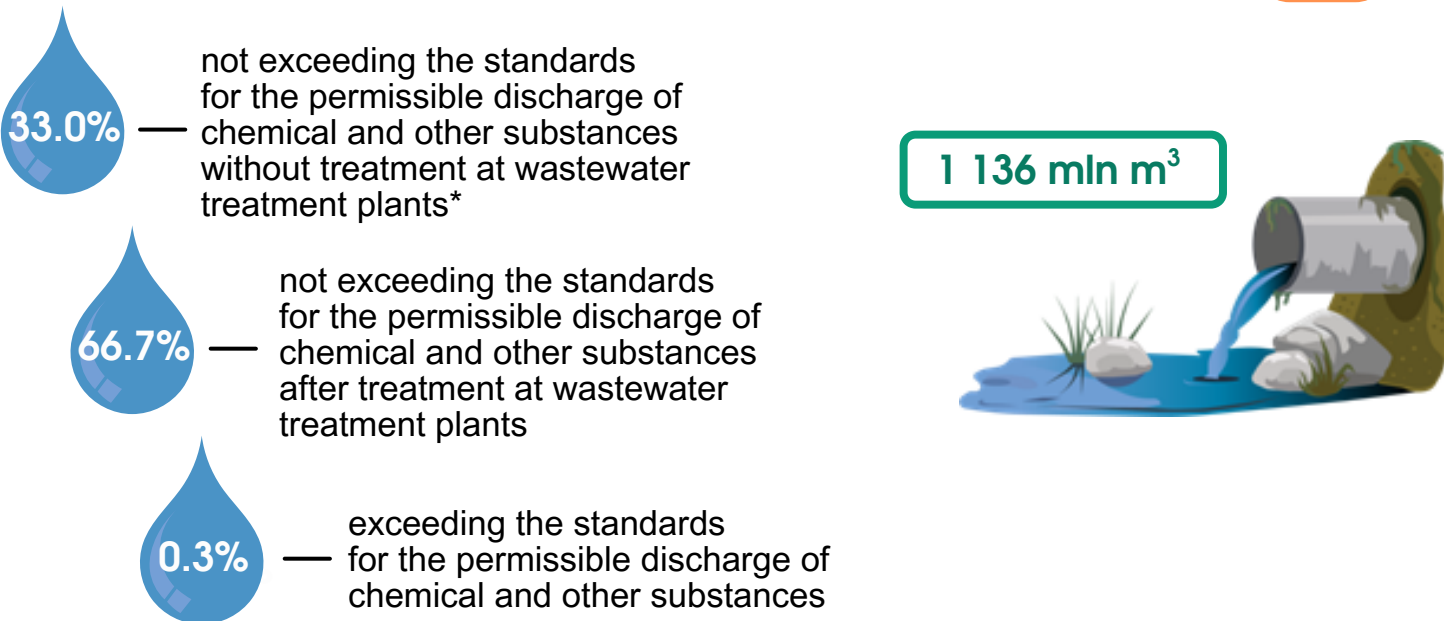 33.0%
not exceeding the standards
for the permissible discharge of
chemical and other substances
without treatment at wastewater
treatment plants*
1 136 mln m³
66.7%
not exceeding the standards
for the permissible discharge of
chemical and other substances
after treatment at wastewater
treatment plants
0.3%
exceeding the standards
for the permissible discharge of
chemical and other substances